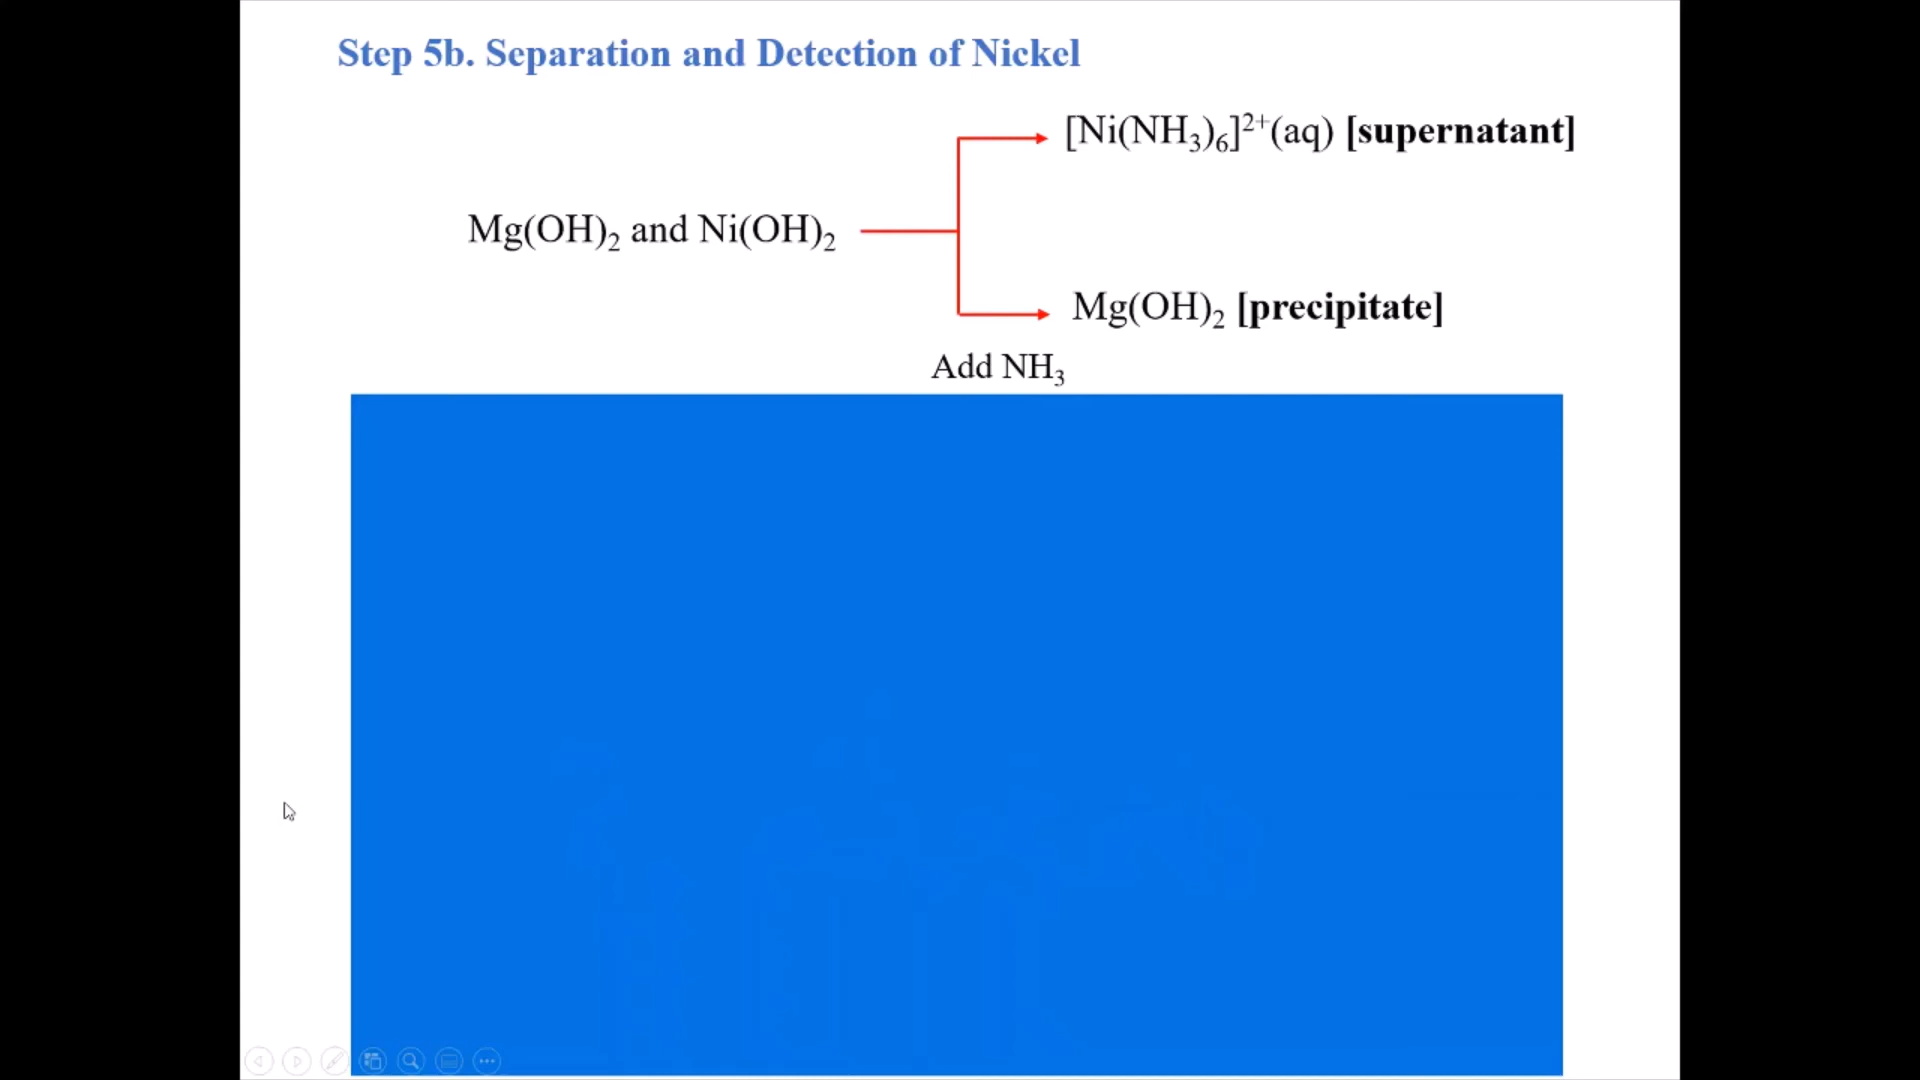 Step 5b. Separation and Detection of Nickel
[Ni(NH₃)₆]²⁺(aq) [supernatant]
Mg(OH)₂ and Ni(OH)₂
Mg(OH)₂ [precipitate]
Add NH₃